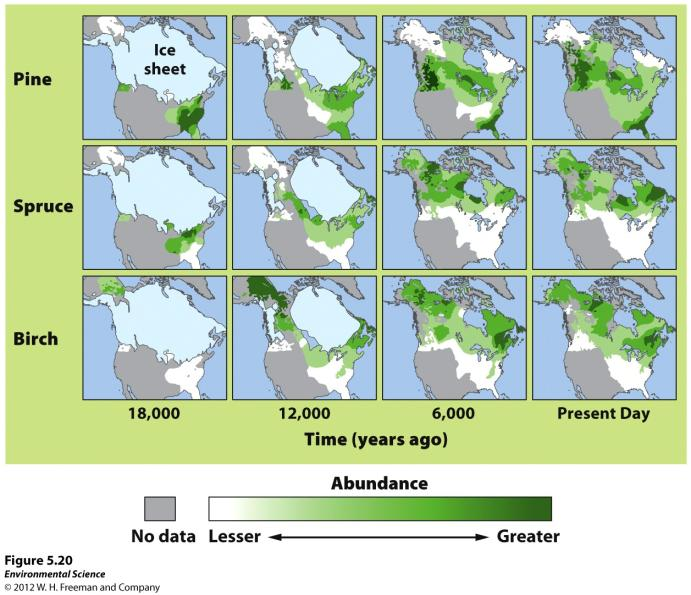 Pine
Ice
sheet
Spruce
Birch
18,000
12,000
6,000
Present Day
Time (years ago)
Abundance
No data
Lesser
Greater
Figure 5.20
Environmental Science
© 2012 W. H. Freeman and Company